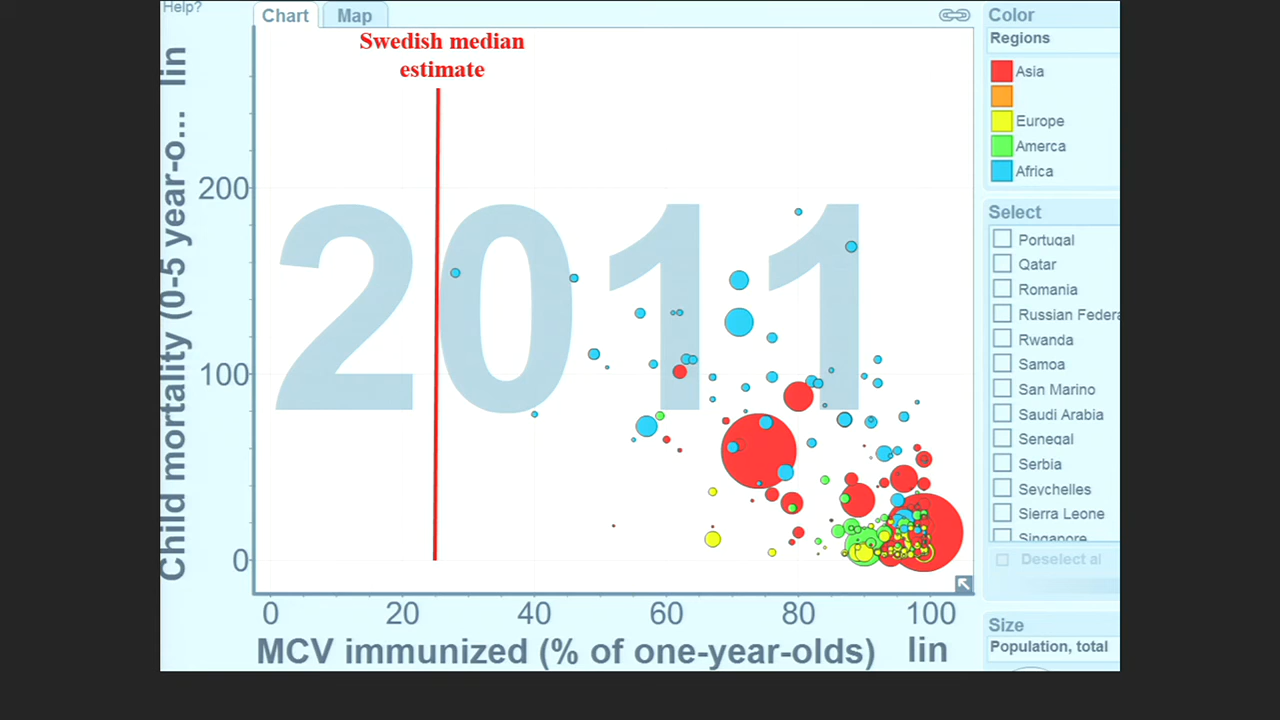 Help?
Chart
Map
Swedish median
estimate
Child mortality (0-5 year-o... lin
200
100
0
2011
0 20 40 60 80 100
MCV immunized (% of one-year-olds) lin
Color
Regions
Asia
Europe
Amerca
Africa
Select
Portugal
Qatar
Romania
Russian Federa
Rwanda
Samoa
San Marino
Saudi Arabia
Senegal
Serbia
Seychelles
Sierra Leone
Singapore
Deselect al
Size
Population, total